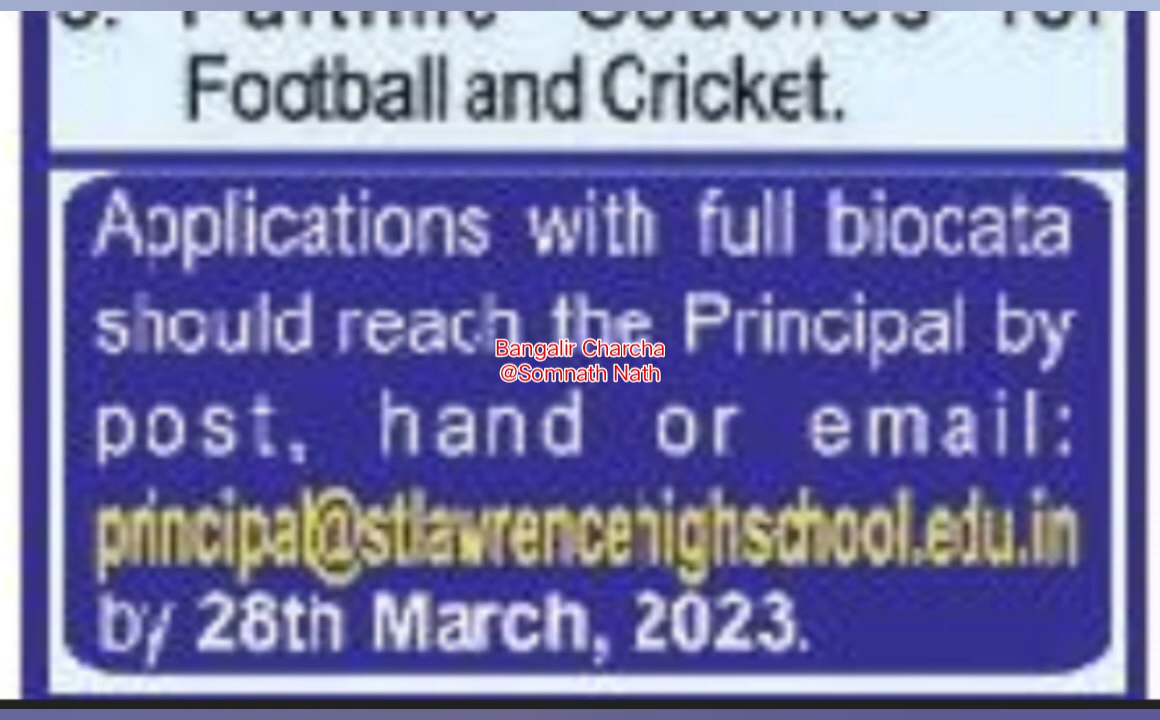 Football and Cricket.
Applications with full biodata
should reach the Principal by
Bangalir Charcha
@Somnath Nath
post, hand or email:
principal@stlawrencehighschool.edu.in
by 28th March, 2023.